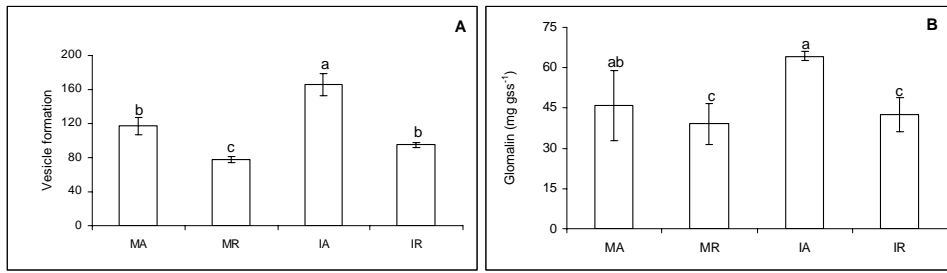 A
Vesicle formation
200
160
120
80
40
0
b
c
a
b
MA MR IA IR
B
Glomalin (mg gss⁻¹)
75
60
45
30
15
0
ab
c
a
c
MA MR IA IR